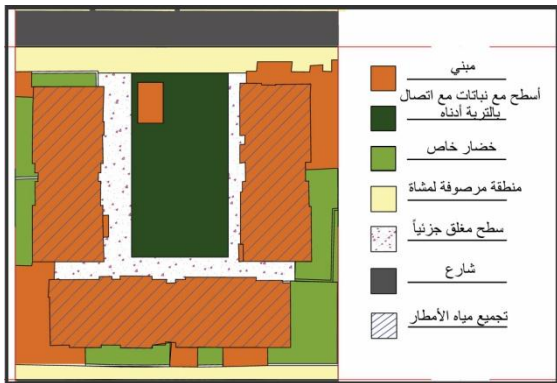 مبني
أسطح مع نباتات مع اتصال
بالتربة أدناه
خضار خاص
منطقة مرصوفة لمشاة
سطح مغلق جزئياً
شارع
تجميع مياه الأمطار